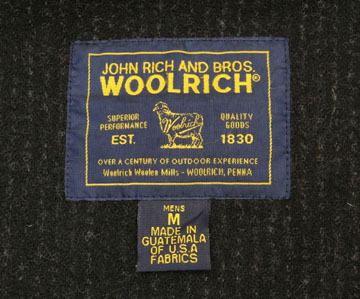 JOHN RICH AND BROS.
WOOLRICH®
SUPERIOR PERFORMANCE
EST.
Woolrich
QUALITY GOODS
1830
OVER A CENTURY OF OUTDOOR EXPERIENCE
Woolrich Woolen Mills - WOOLRICH, PENNA
MENS
M
MADE IN
GUATEMALA
OF U.S.A
FABRICS